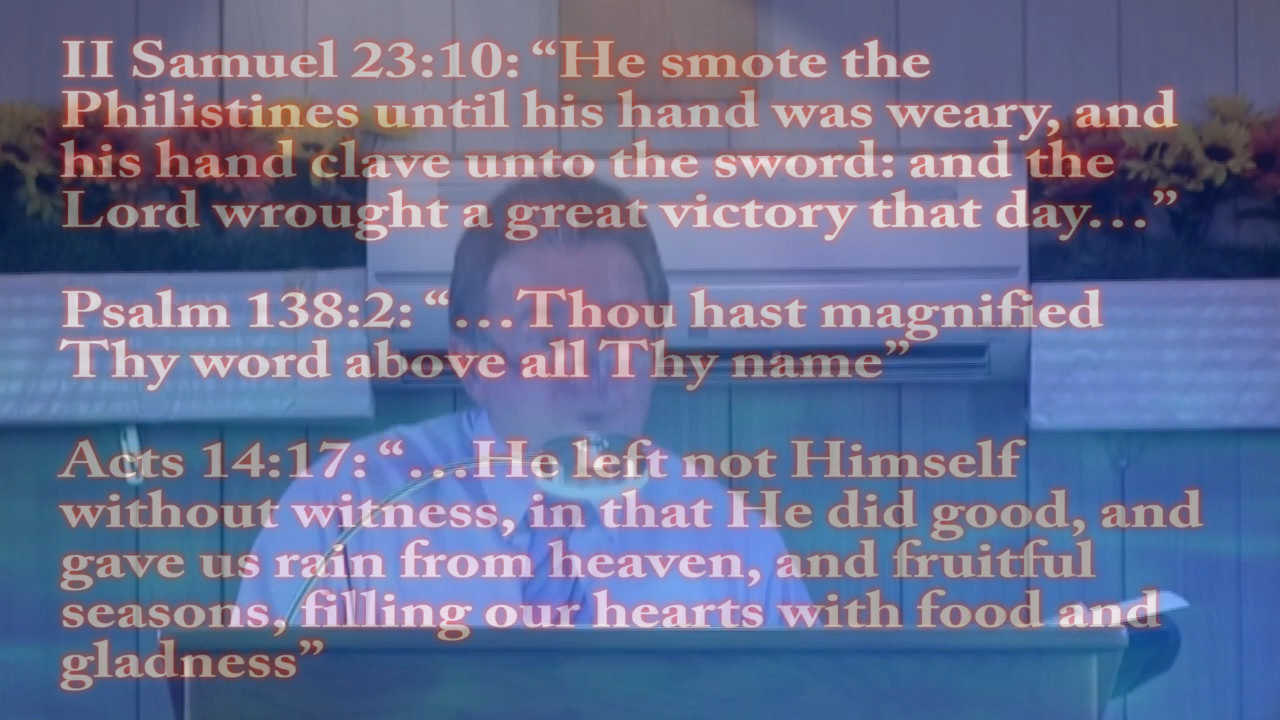 II Samuel 23:10: “He smote the
Philistines until his hand was weary, and
his hand clave unto the sword: and the
Lord wrought a great victory that day…”
Psalm 138:2: “…Thou hast magnified
Thy word above all Thy name”
Acts 14:17: “…He left not Himself
without witness, in that He did good, and
gave us rain from heaven, and fruitful
seasons, filling our hearts with food and
gladness”